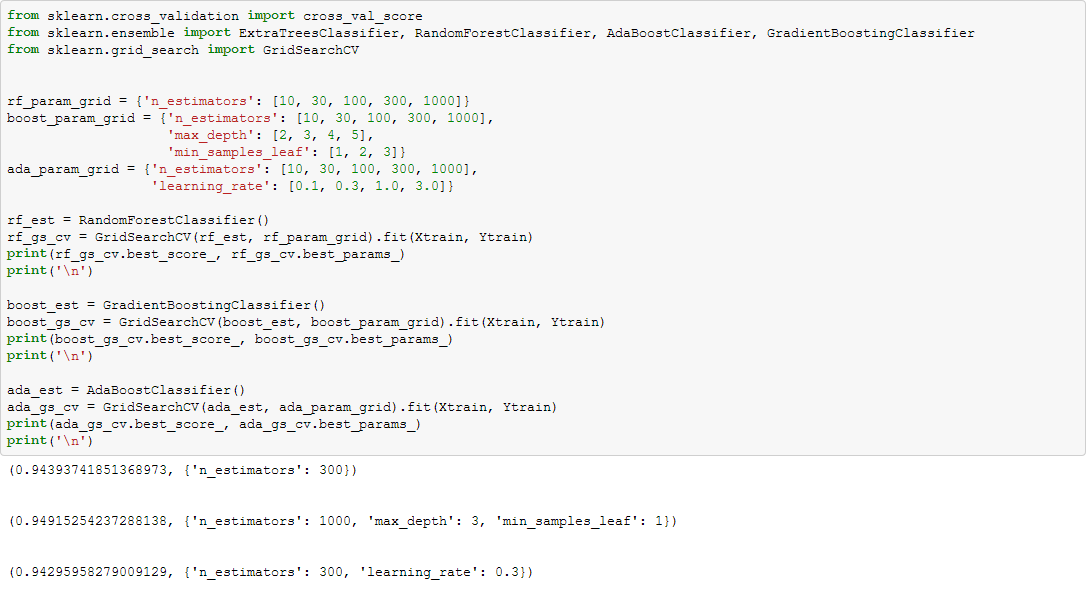 from sklearn.cross_validation import cross_val_score
from sklearn.ensemble import ExtraTreesClassifier, RandomForestClassifier, AdaBoostClassifier, GradientBoostingClassifier
from sklearn.grid_search import GridSearchCV
rf_param_grid = {'n_estimators': [10, 30, 100, 300, 1000]}
boost_param_grid = {'n_estimators': [10, 30, 100, 300, 1000],
                    'max_depth': [2, 3, 4, 5],
                    'min_samples_leaf': [1, 2, 3]}
ada_param_grid = {'n_estimators': [10, 30, 100, 300, 1000],
                  'learning_rate': [0.1, 0.3, 1.0, 3.0]}
rf_est = RandomForestClassifier()
rf_gs_cv = GridSearchCV(rf_est, rf_param_grid).fit(Xtrain, Ytrain)
print(rf_gs_cv.best_score_, rf_gs_cv.best_params_)
print('\n')
boost_est = GradientBoostingClassifier()
boost_gs_cv = GridSearchCV(boost_est, boost_param_grid).fit(Xtrain, Ytrain)
print(boost_gs_cv.best_score_, boost_gs_cv.best_params_)
print('\n')
ada_est = AdaBoostClassifier()
ada_gs_cv = GridSearchCV(ada_est, ada_param_grid).fit(Xtrain, Ytrain)
print(ada_gs_cv.best_score_, ada_gs_cv.best_params_)
print('\n')
(0.94393741851368973, {'n_estimators': 300})
(0.94915254237288138, {'n_estimators': 1000, 'max_depth': 3, 'min_samples_leaf': 1})
(0.94295958279009129, {'n_estimators': 300, 'learning_rate': 0.3})